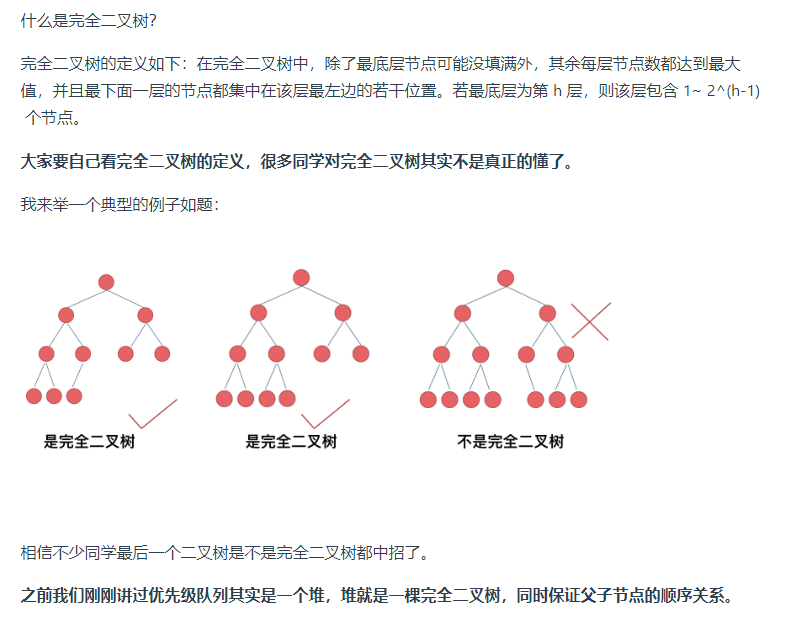 什么是完全二叉树？
完全二叉树的定义如下：在完全二叉树中，除了最底层节点可能没填满外，其余每层节点数都达到最大
值，并且最下面一层的节点都集中在该层最左边的若干位置。若最底层为第 h 层，则该层包含 1~ 2^(h-1)
个节点。
大家要自己看完全二叉树的定义，很多同学对完全二叉树其实不是真正的懂了。
我来举一个典型的例子如题：
是完全二叉树
是完全二叉树
不是完全二叉树
相信不少同学最后一个二叉树是不是完全二叉树都中招了。
之前我们刚刚讲过优先级队列其实是一个堆，堆就是一棵完全二叉树，同时保证父子节点的顺序关系。